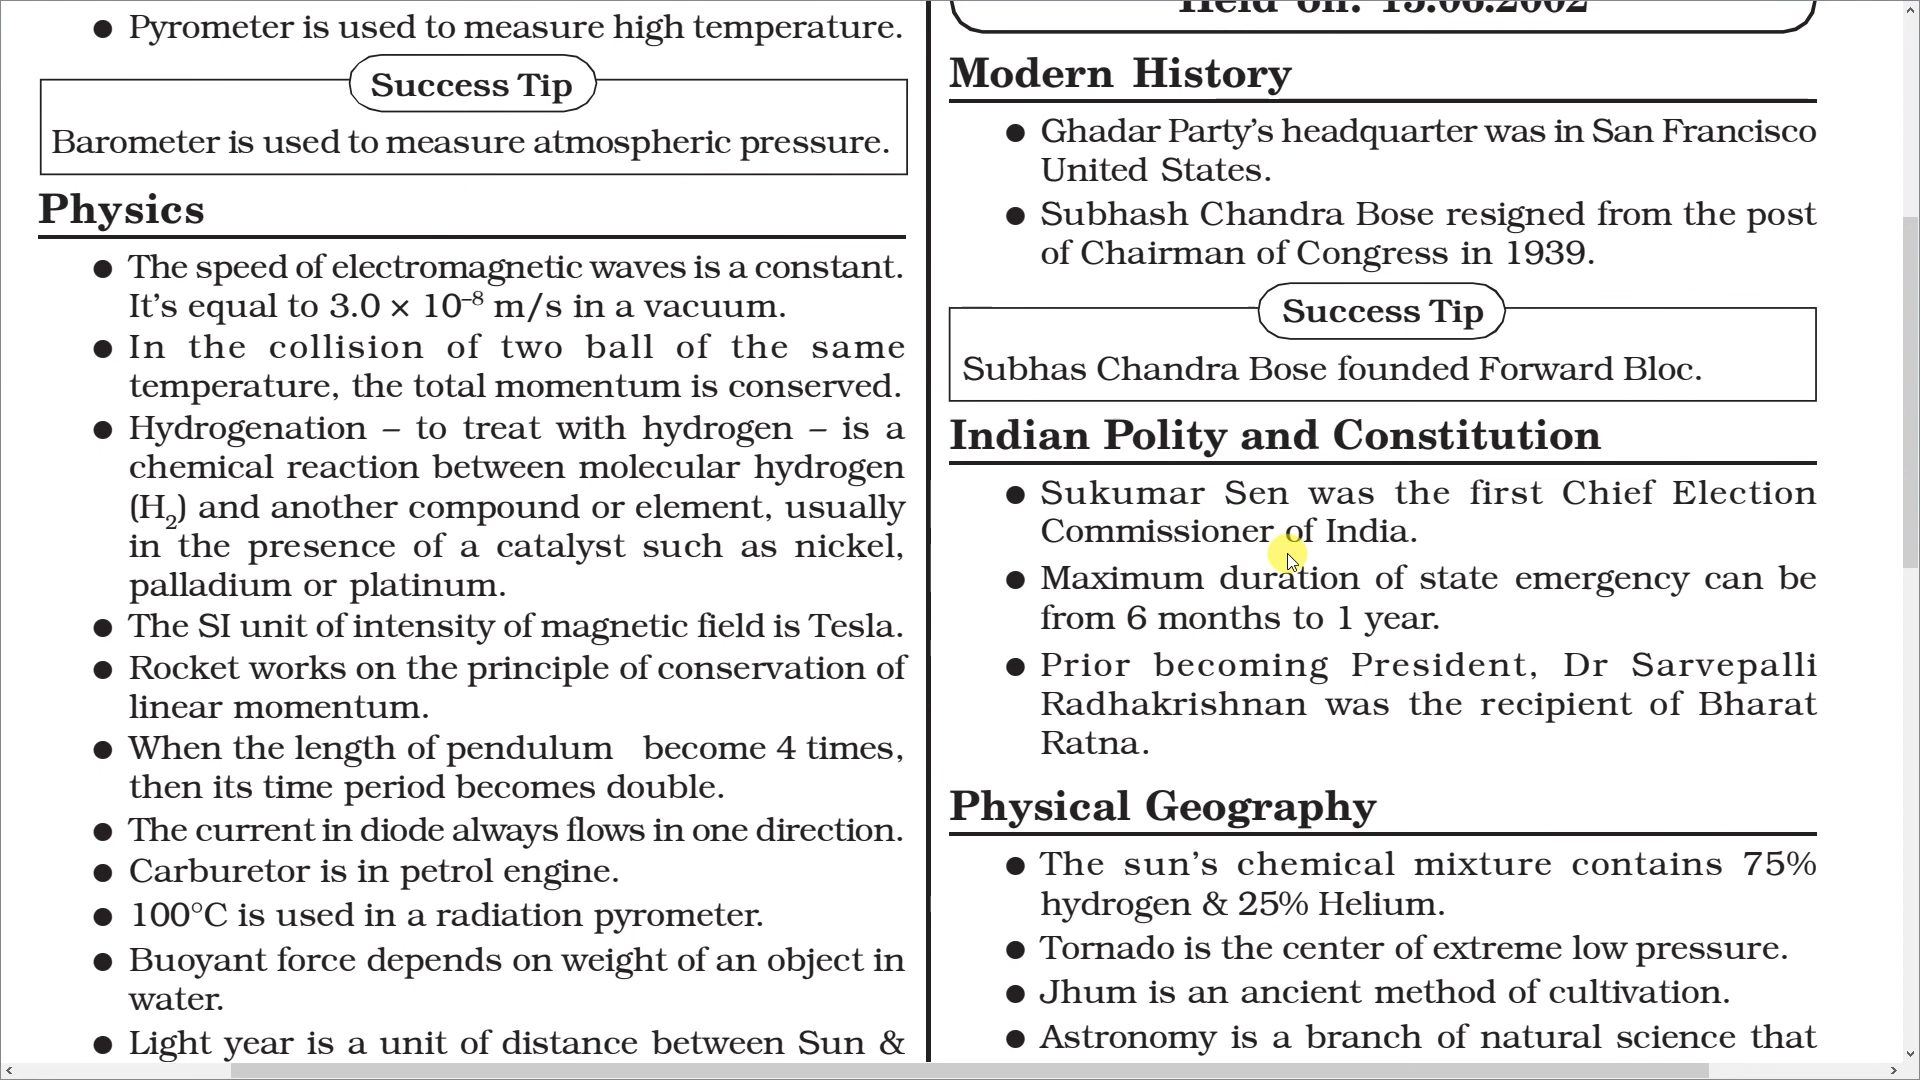 ● Pyrometer is used to measure high temperature.
Success Tip
Barometer is used to measure atmospheric pressure.
Physics
● The speed of electromagnetic waves is a constant.
It's equal to 3.0 × 10⁻⁸ m/s in a vacuum.
● In the collision of two ball of the same
temperature, the total momentum is conserved.
● Hydrogenation – to treat with hydrogen – is a
chemical reaction between molecular hydrogen
(H₂) and another compound or element, usually
in the presence of a catalyst such as nickel,
palladium or platinum.
● The SI unit of intensity of magnetic field is Tesla.
● Rocket works on the principle of conservation of
linear momentum.
● When the length of pendulum become 4 times,
then its time period becomes double.
● The current in diode always flows in one direction.
● Carburetor is in petrol engine.
● 100°C is used in a radiation pyrometer.
● Buoyant force depends on weight of an object in
water.
● Light year is a unit of distance between Sun &
Held on: 15.06.2002
Modern History
● Ghadar Party's headquarter was in San Francisco
United States.
● Subhash Chandra Bose resigned from the post
of Chairman of Congress in 1939.
Success Tip
Subhas Chandra Bose founded Forward Bloc.
Indian Polity and Constitution
● Sukumar Sen was the first Chief Election
Commissioner of India.
● Maximum duration of state emergency can be
from 6 months to 1 year.
● Prior becoming President, Dr Sarvepalli
Radhakrishnan was the recipient of Bharat
Ratna.
Physical Geography
● The sun's chemical mixture contains 75%
hydrogen & 25% Helium.
● Tornado is the center of extreme low pressure.
● Jhum is an ancient method of cultivation.
● Astronomy is a branch of natural science that